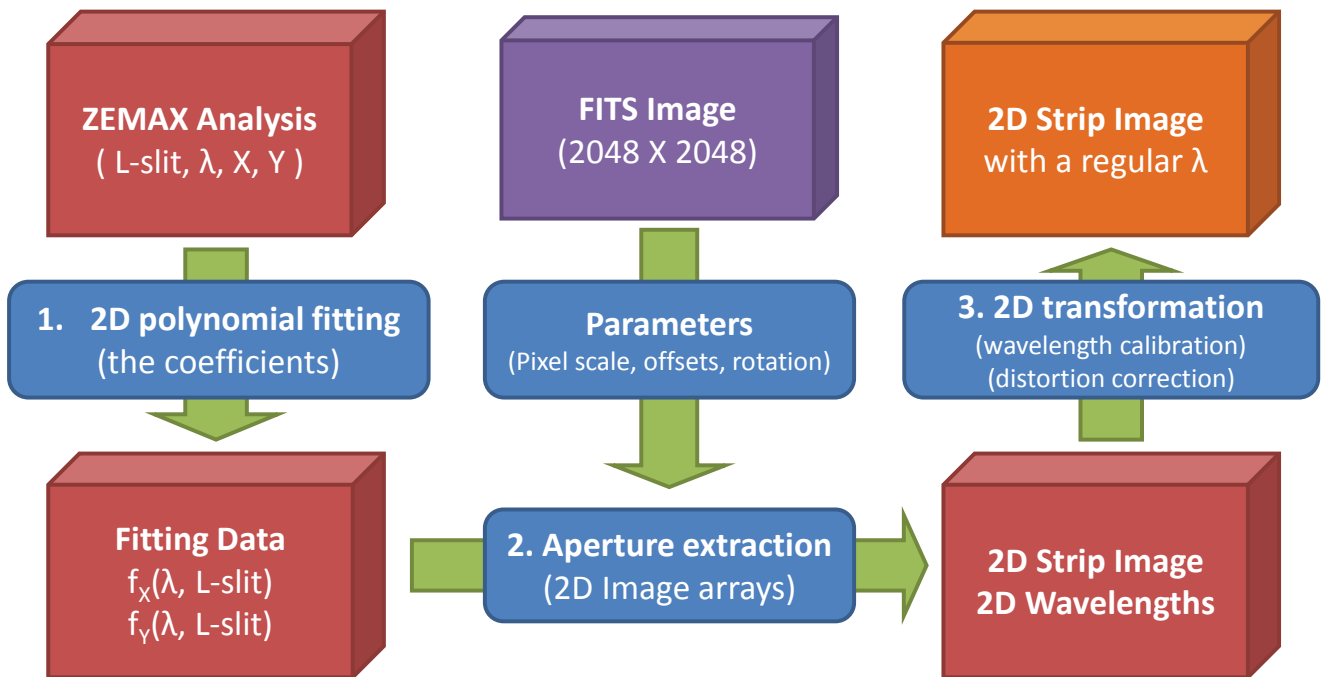 ZEMAX Analysis
( L-slit, λ, X, Y )
FITS Image
(2048 X 2048)
2D Strip Image
with a regular λ
1. 2D polynomial fitting
(the coefficients)
Parameters
(Pixel scale, offsets, rotation)
3. 2D transformation
(wavelength calibration)
(distortion correction)
Fitting Data
fX(λ, L-slit)
fY(λ, L-slit)
2. Aperture extraction
(2D Image arrays)
2D Strip Image
2D Wavelengths